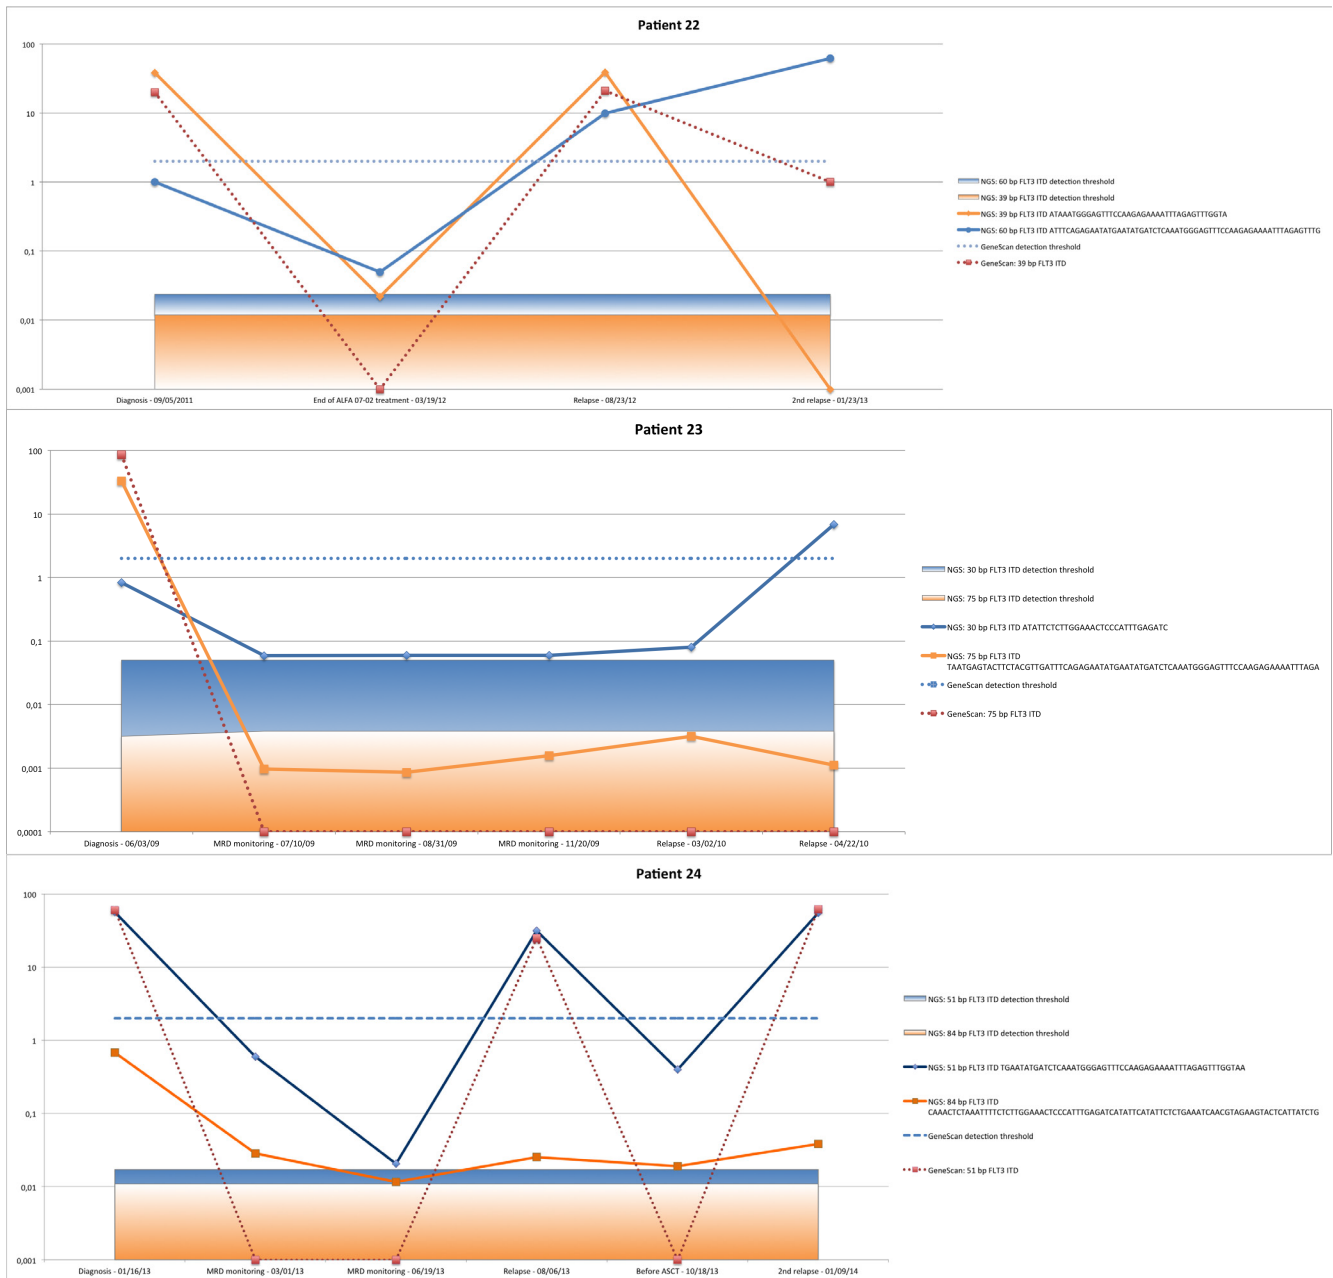 Patient 22
100
10
1
0,1
0,01
0,001
Diagnosis - 09/05/2011
End of ALFA 07-02 treatment - 03/19/12
Relapse - 08/23/12
2nd relapse - 01/23/13
NGS: 60 bp FLT3 ITD detection threshold
NGS: 39 bp FLT3 ITD detection threshold
NGS: 39 bp FLT3 ITD ATAAATGGGAGTTTCCAAGAGAAAATTTAGAGTTTGGTA
NGS: 60 bp FLT3 ITD ATTTCAGAGAATATGAATATGATCTCAAATGGGAGTTTCCAAGAGAAAATTTAGAGTTTG
GeneScan detection threshold
GeneScan: 39 bp FLT3 ITD
Patient 23
100
10
1
0,1
0,01
0,001
0,0001
Diagnosis - 06/03/09
MRD monitoring - 07/10/09
MRD monitoring - 08/31/09
MRD monitoring - 11/20/09
Relapse - 03/02/10
Relapse - 04/22/10
NGS: 30 bp FLT3 ITD detection threshold
NGS: 75 bp FLT3 ITD detection threshold
NGS: 30 bp FLT3 ITD ATATTCTCTTGGAAACTCCCATTTGAGATC
NGS: 75 bp FLT3 ITD
TAATGAGTACTTCTACGTTGATTTCAGAGAATATGAATATGATCTCAAATGGGAGTTTCCAAGAGAAAATTTAGA
GeneScan detection threshold
GeneScan: 75 bp FLT3 ITD
Patient 24
100
10
1
0,1
0,01
0,001
Diagnosis - 01/16/13
MRD monitoring - 03/01/13
MRD monitoring - 06/19/13
Relapse - 08/06/13
Before ASCT - 10/18/13
2nd relapse - 01/09/14
NGS: 51 bp FLT3 ITD detection threshold
NGS: 84 bp FLT3 ITD detection threshold
NGS: 51 bp FLT3 ITD TGAATATGATCTCAAATGGGAGTTTCCAAGAGAAAATTTAGAGTTTGGTAA
NGS: 84 bp FLT3 ITD
CAAACTCTAAATTTTCTCTTGGAAACTCCCATTTGAGATCATATTCATATTCTCTGAAATCAACGTAGAAGTACTCATTATCTG
GeneScan detection threshold
GeneScan: 51 bp FLT3 ITD